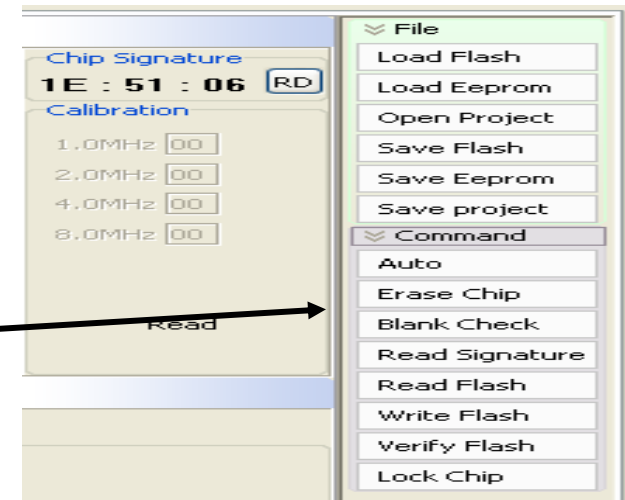 Chip Signature
1E : 51 : 06 RD
Calibration
1.0MHz 00
2.0MHz 00
4.0MHz 00
8.0MHz 00
Read
File
Load Flash
Load Eeprom
Open Project
Save Flash
Save Eeprom
Save project
Command
Auto
Erase Chip
Blank Check
Read Signature
Read Flash
Write Flash
Verify Flash
Lock Chip